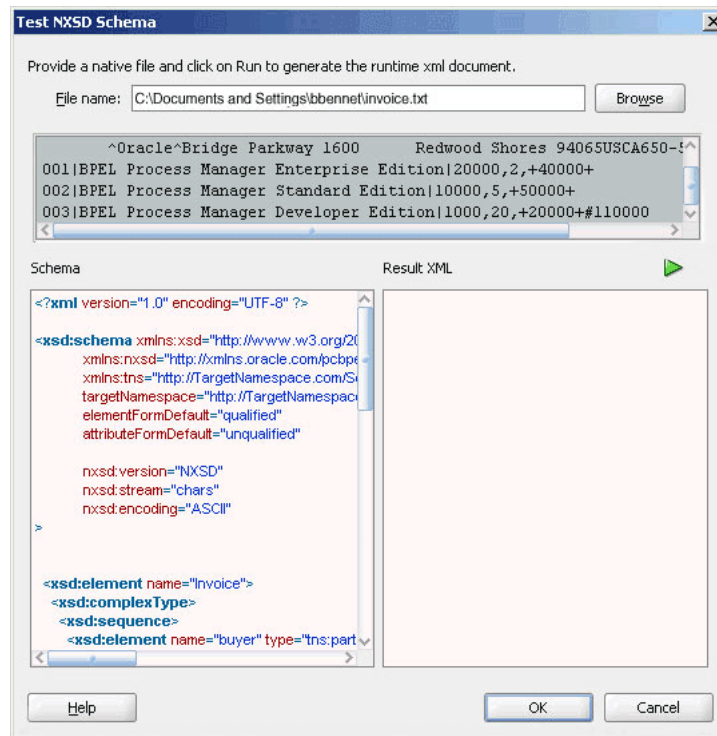 Test NXSD Schema
Provide a native file and click on Run to generate the runtime xml document.
File name: C:\Documents and Settings\bbennet\invoice.txt Browse
^Oracle^Bridge Parkway 1600 Redwood Shores 94065USCA650-
001|BPEL Process Manager Enterprise Edition|20000,2,+40000+
002|BPEL Process Manager Standard Edition|10000,5,+50000+
003|BPEL Process Manager Developer Edition|1000,20,+20000+#110000
Schema
Result XML
<?xml version="1.0" encoding="UTF-8" ?>
<xsd:schema xmlns:xsd="http://www.w3.org/20
xmlns:nxsd="http://xmlns.oracle.com/pcbpe
xmlns:tns="http://TargetNamespace.com/S
targetNamespace="http://TargetNamespac
elementFormDefault="qualified"
attributeFormDefault="unqualified"
nxsd:version="NXSD"
nxsd:stream="chars"
nxsd:encoding="ASCII"
>
<xsd:element name="Invoice">
<xsd:complexType>
<xsd:sequence>
<xsd:element name="buyer" type="tns:part
Help
OK
Cancel